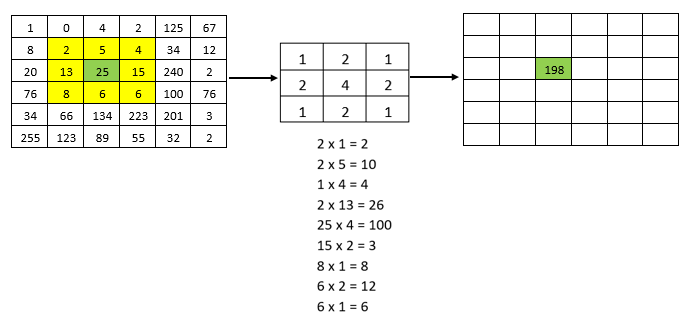 1 0 4 2 125 67
8 2 5 4 34 12
20 13 25 15 240 2
76 8 6 6 100 76
34 66 134 223 201 3
255 123 89 55 32 2
1 2 1
2 4 2
1 2 1
198
2 x 1 = 2
2 x 5 = 10
1 x 4 = 4
2 x 13 = 26
25 x 4 = 100
15 x 2 = 3
8 x 1 = 8
6 x 2 = 12
6 x 1 = 6